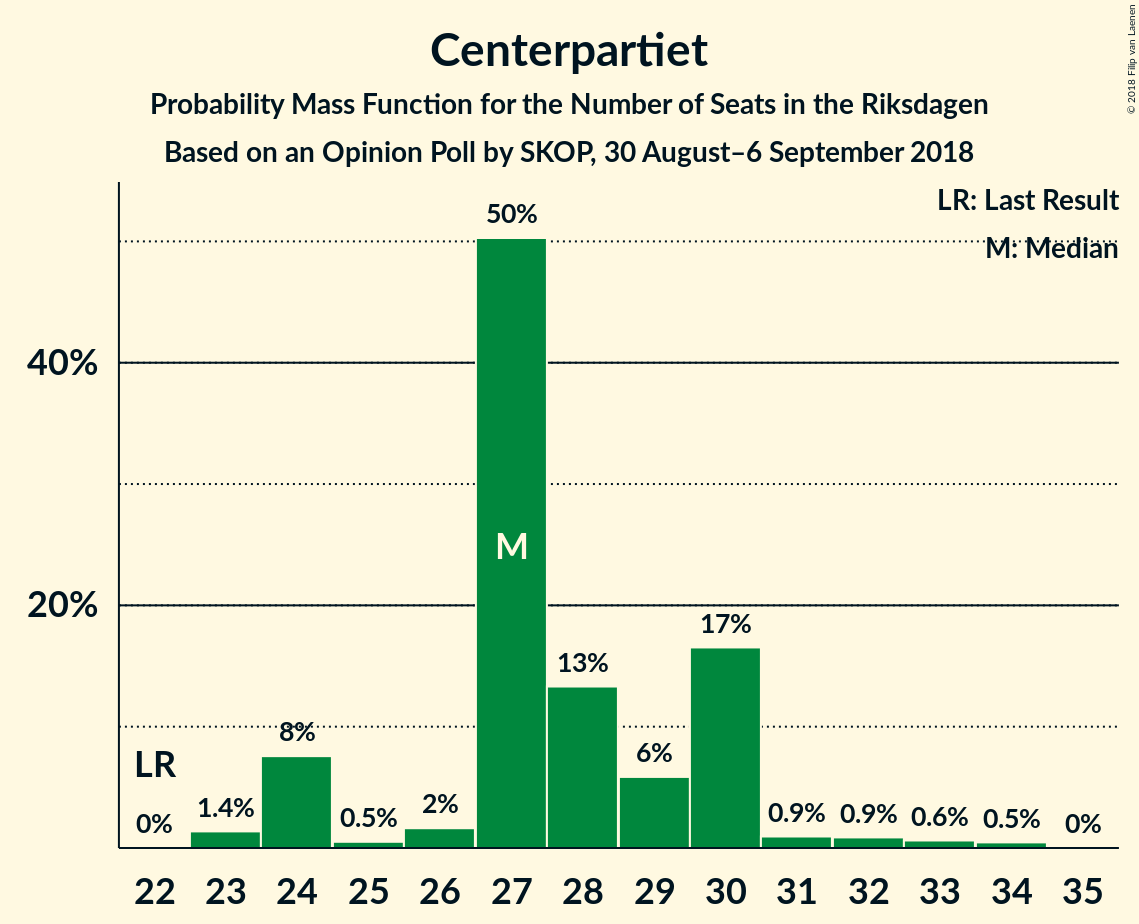 Centerpartiet
Probability Mass Function for the Number of Seats in the Riksdagen
Based on an Opinion Poll by SKOP, 30 August–6 September 2018
© 2018 Filip van Laenen
LR: Last Result
M: Median
50%
40%
M
20%
17%
13%
8%
6%
LR
0%
1.4%
0.5%
2%
0.9%
0.9%
0.6%
0.5%
0%
22 23 24 25 26 27 28 29 30 31 32 33 34 35